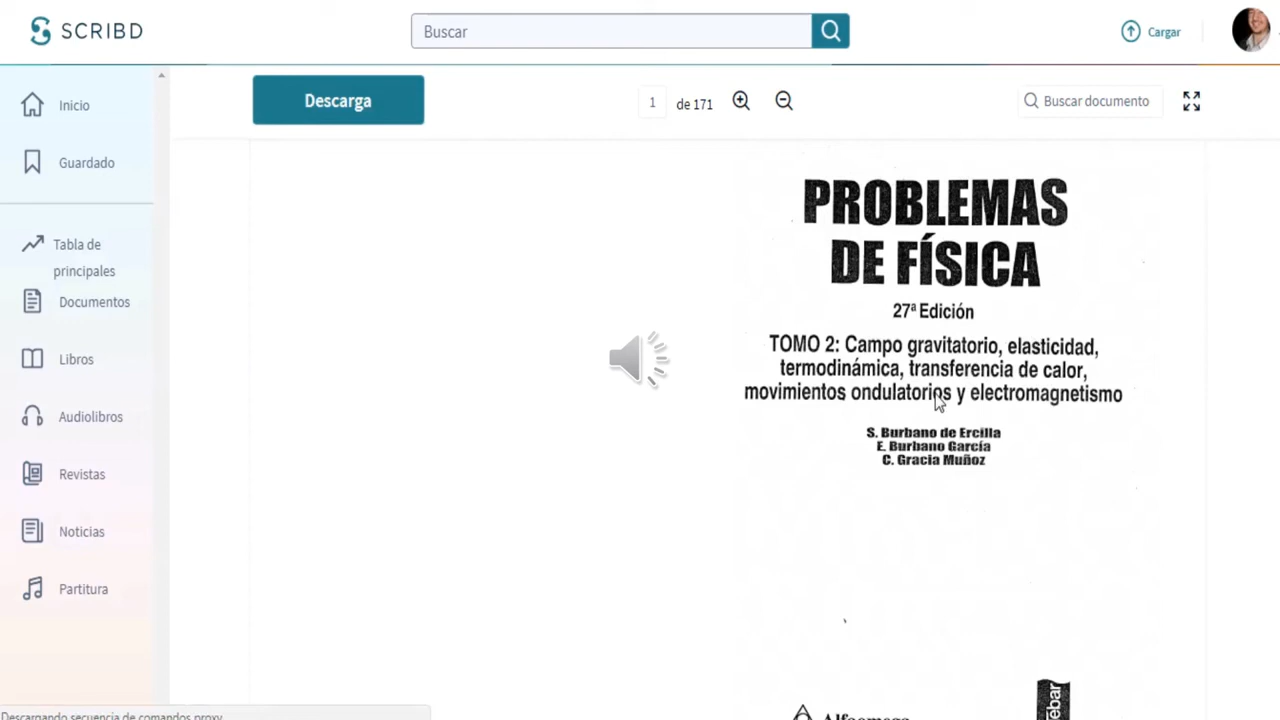 SCRIBD
Buscar
Cargar
Inicio
Guardado
Tabla de
principales
Documentos
Libros
Audiolibros
Revistas
Noticias
Partitura
Descarga
1 de 171
Buscar documento
PROBLEMAS
DE FÍSICA
27ª Edición
TOMO 2: Campo gravitatorio, elasticidad,
termodinámica, transferencia de calor,
movimientos ondulatorios y electromagnetismo
S. Burbano de Ercilla
E. Burbano García
C. Gracia Muñoz
Alfaomega
Tébar
Descargando secuencia de comandos proxy